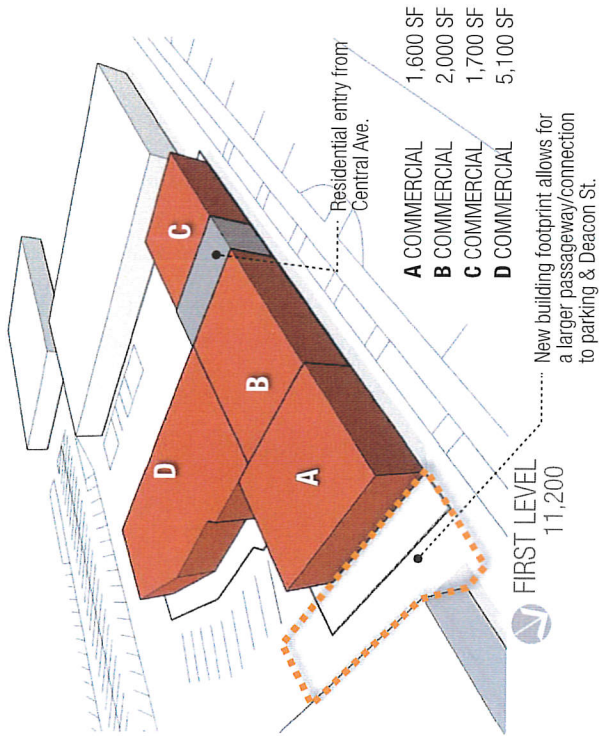 D
C
B
A
Residential entry from
Central Ave.
A COMMERCIAL 1,600 SF
B COMMERCIAL 2,000 SF
C COMMERCIAL 1,700 SF
D COMMERCIAL 5,100 SF
New building footprint allows for
a larger passageway/connection
to parking & Deacon St.
FIRST LEVEL
11,200